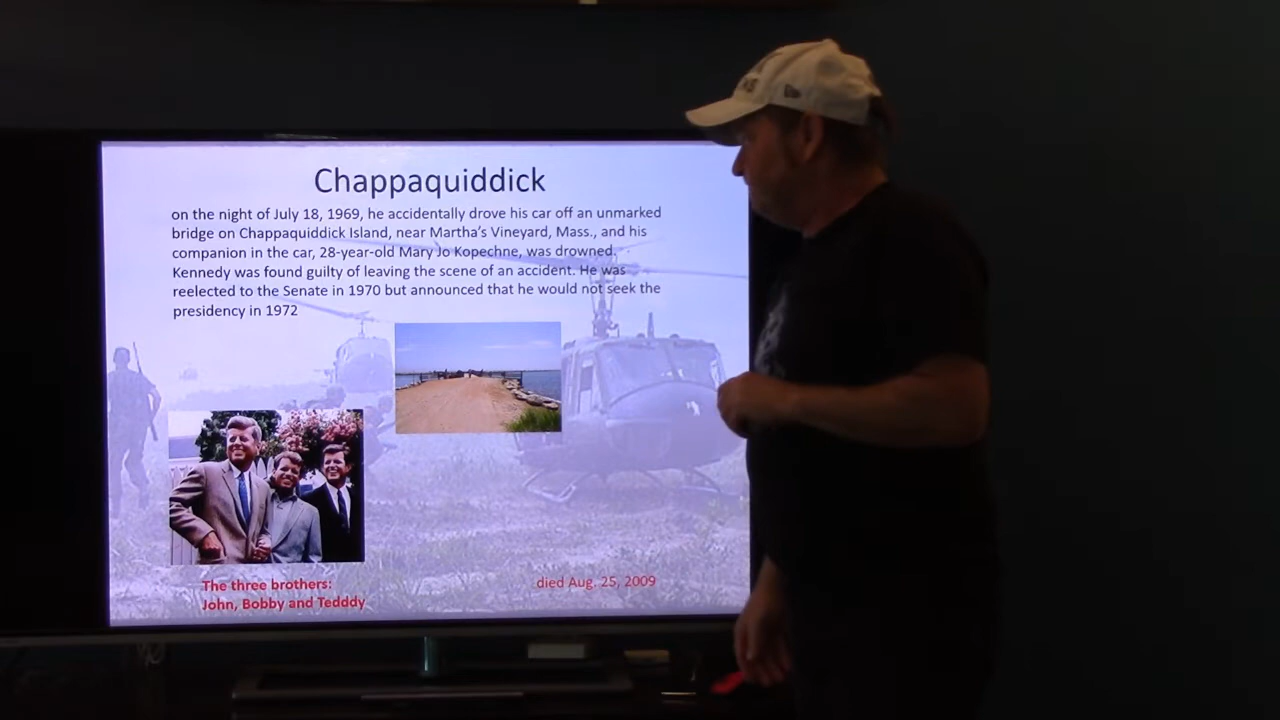 Chappaquiddick
on the night of July 18, 1969, he accidentally drove his car off an unmarked
bridge on Chappaquiddick Island, near Martha's Vineyard, Mass., and his
companion in the car, 28-year-old Mary Jo Kopechne, was drowned.
Kennedy was found guilty of leaving the scene of an accident. He was
reelected to the Senate in 1970 but announced that he would not seek the
presidency in 1972
The three brothers:
John, Bobby and Tedddy
died Aug. 25, 2009